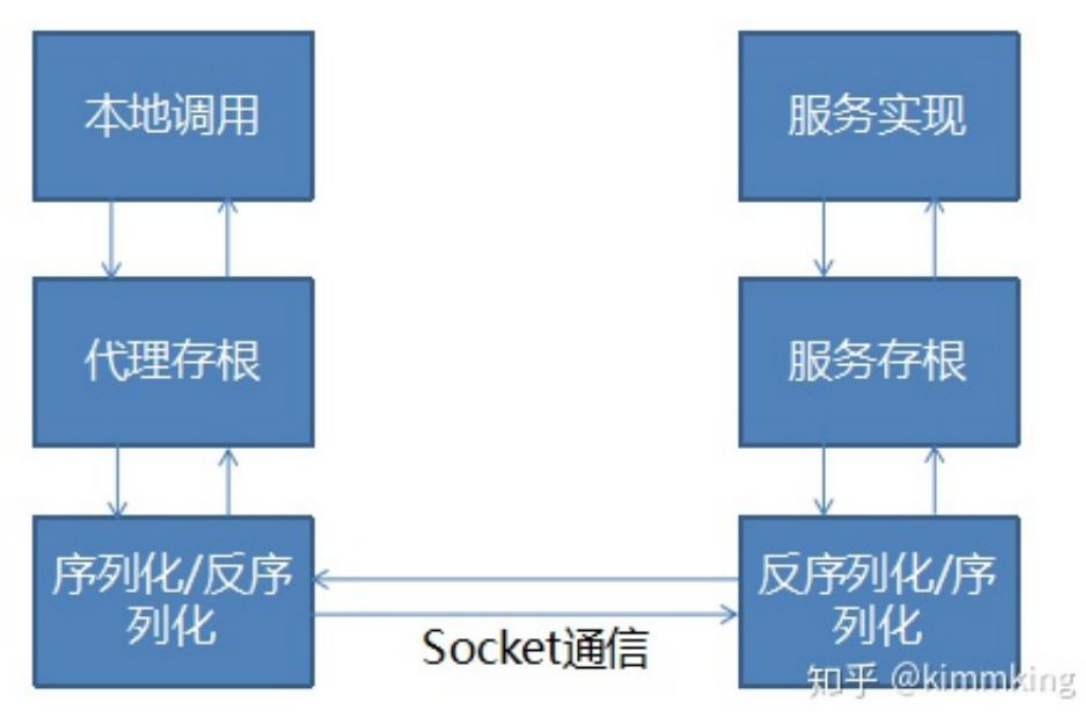 本地调用
服务实现
代理存根
服务存根
序列化/反序
列化
反序列化/序
列化
Socket通信
知乎 @kimmking